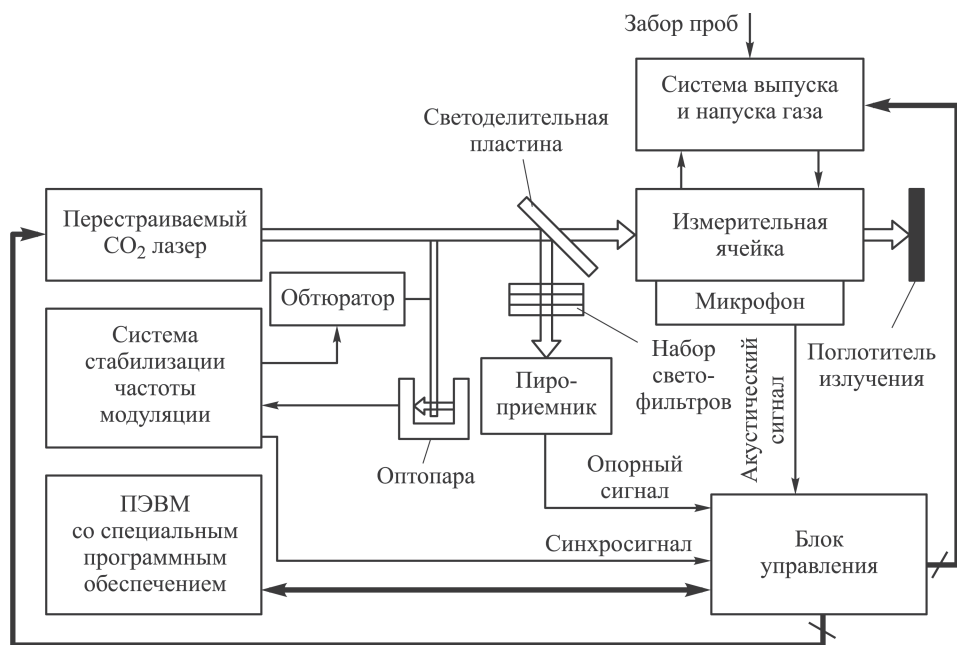 Забор проб
Система выпуска
и напуска газа
Светоделительная
пластина
Перестраиваемый
CO2 лазер
Измерительная
ячейка
Обтюратор
Микрофон
Система
стабилизации
частоты
модуляции
Набор
свето-
фильтров
Поглотитель
излучения
Пиро-
приемник
Акустический
сигнал
Оптопара
Опорный
сигнал
ПЭВМ
со специальным
программным
обеспечением
Синхросигнал
Блок
управления